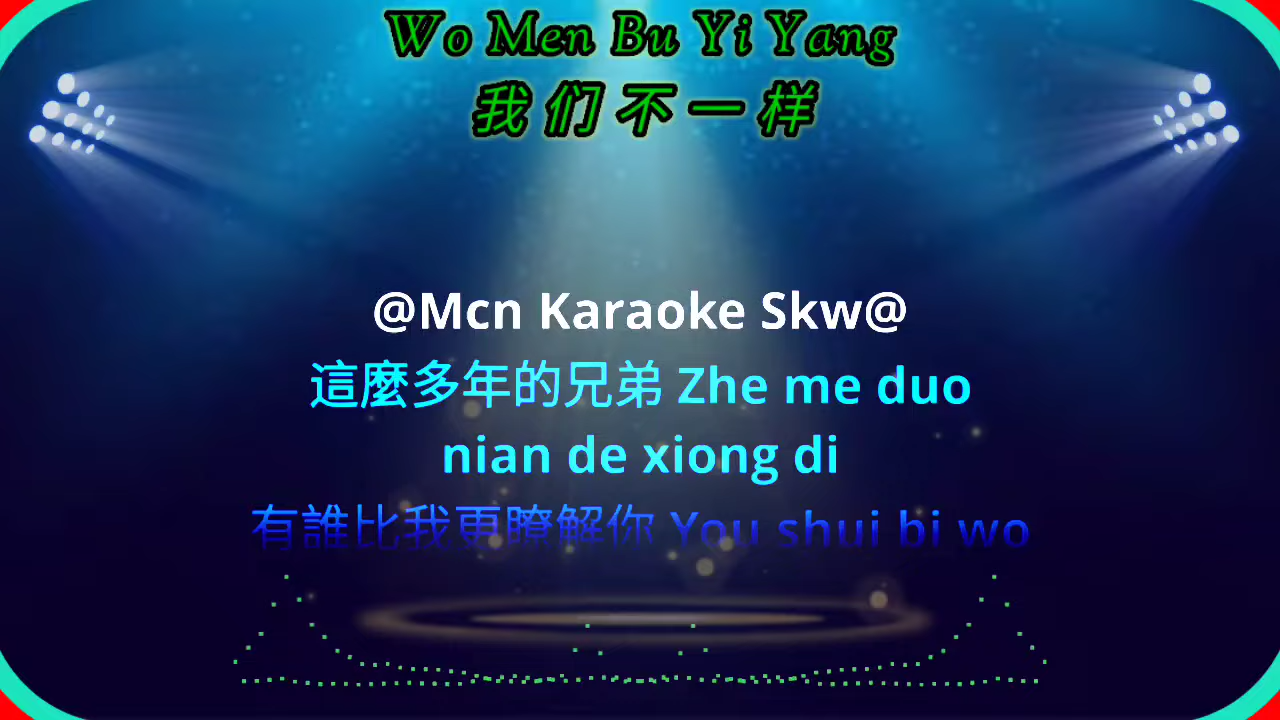 Wo Men Bu Yi Yang
我们不一样
@Mcn Karaoke Skw@
這麼多年的兄弟 Zhe me duo
nian de xiong di
有誰比我更瞭解你 You shui bi wo